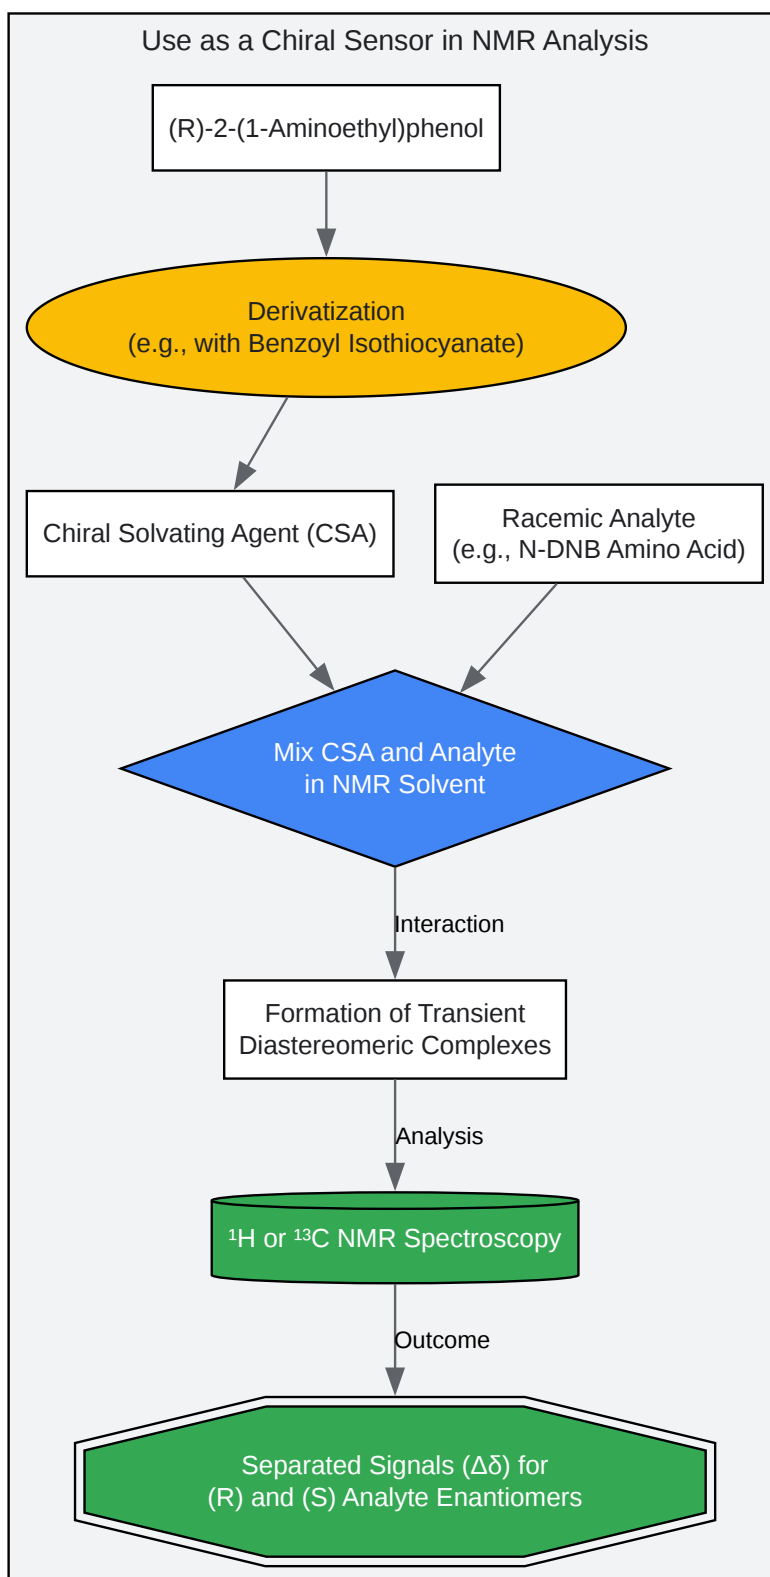 Use as a Chiral Sensor in NMR Analysis
(R)-2-(1-Aminoethyl)phenol
Derivatization
(e.g., with Benzoyl Isothiocyanate)
Chiral Solvating Agent (CSA)
Racemic Analyte
(e.g., N-DNB Amino Acid)
Mix CSA and Analyte
in NMR Solvent
Interaction
Formation of Transient
Diastereomeric Complexes
Analysis
¹H or ¹³C NMR Spectroscopy
Outcome
Separated Signals (Δδ) for
(R) and (S) Analyte Enantiomers